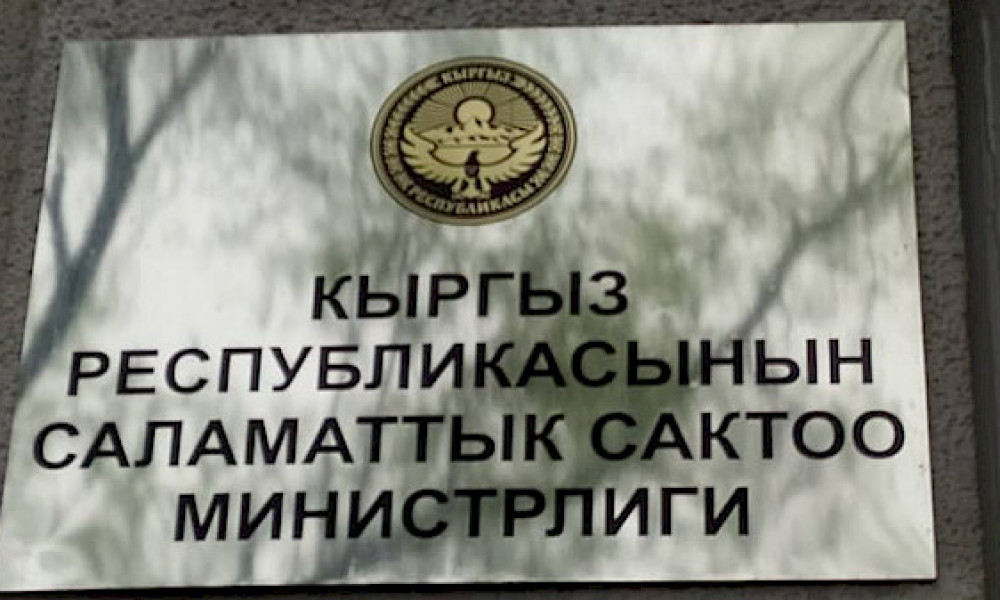 КЫРГЫЗ
РЕСПУБЛИКАСЫ
КЫРГЫЗ
РЕСПУБЛИКАСЫНЫН
САЛАМАТТЫК САКТОО
МИНИСТРЛИГИ